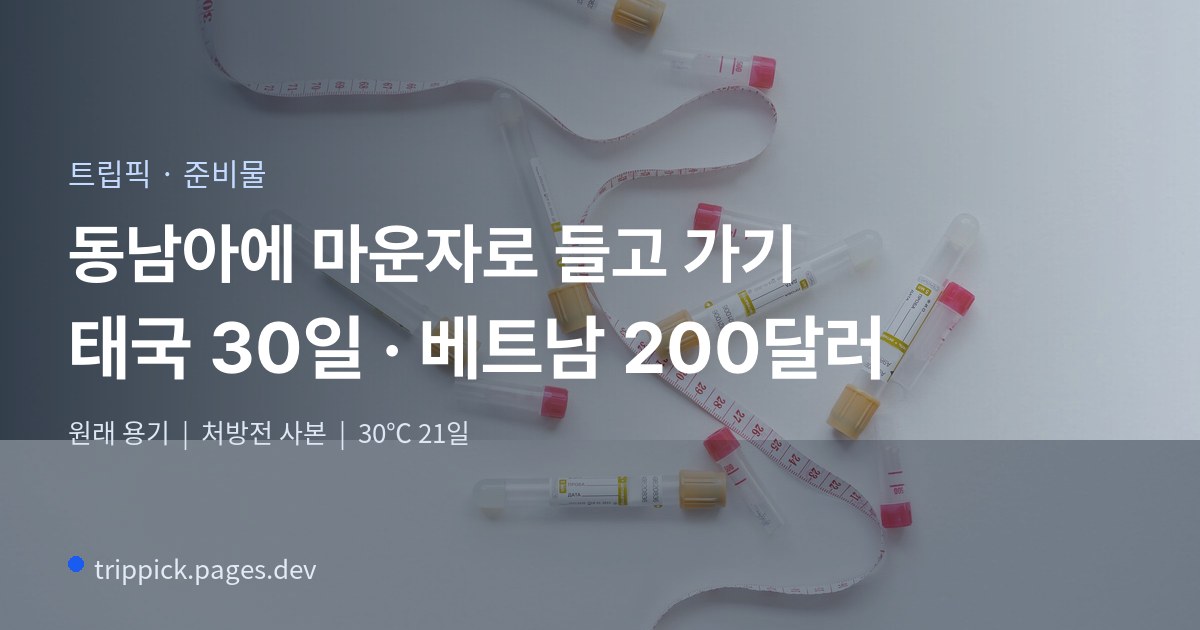 트립픽 · 준비물
동남아에 마운자로 들고 가기
태국 30일 · 베트남 200달러
원래 용기 | 처방전 사본 | 30°C 21일
trippick.pages.dev